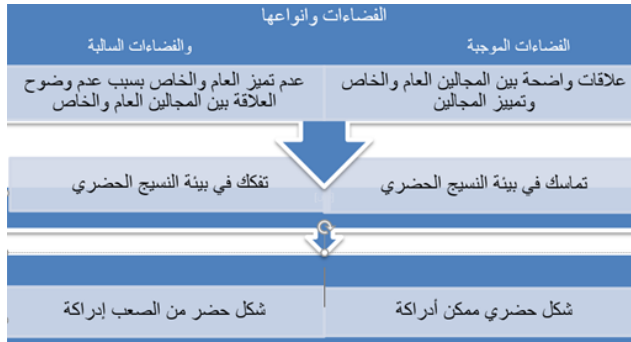 الفضاءات وانواعها
الفضاءات الموجبة
والفضاءات السالبة
علاقات واضحة بين المجالين العام والخاص
وتمييز المجالين
عدم تميز العام والخاص بسبب عدم وضوح
العلاقة بين المجالين العام والخاص
تماسك في بيئة النسيج الحضري
تفكك في بيئة النسيج الحضري
شكل حضري ممكن أدراكة
شكل حضر من الصعب إدراكة